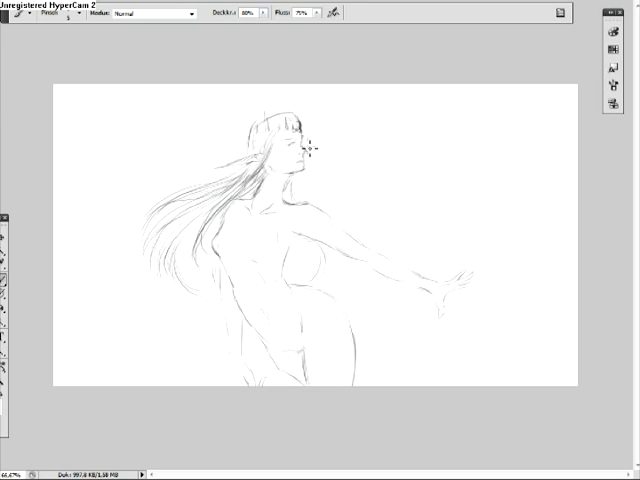 Unregistered HyperCam 2
Pinsel: 5 Modus: Normal Deckkr.: 80% Fluss: 75%
66,67% Dok: 997,8 KB/1,58 MB